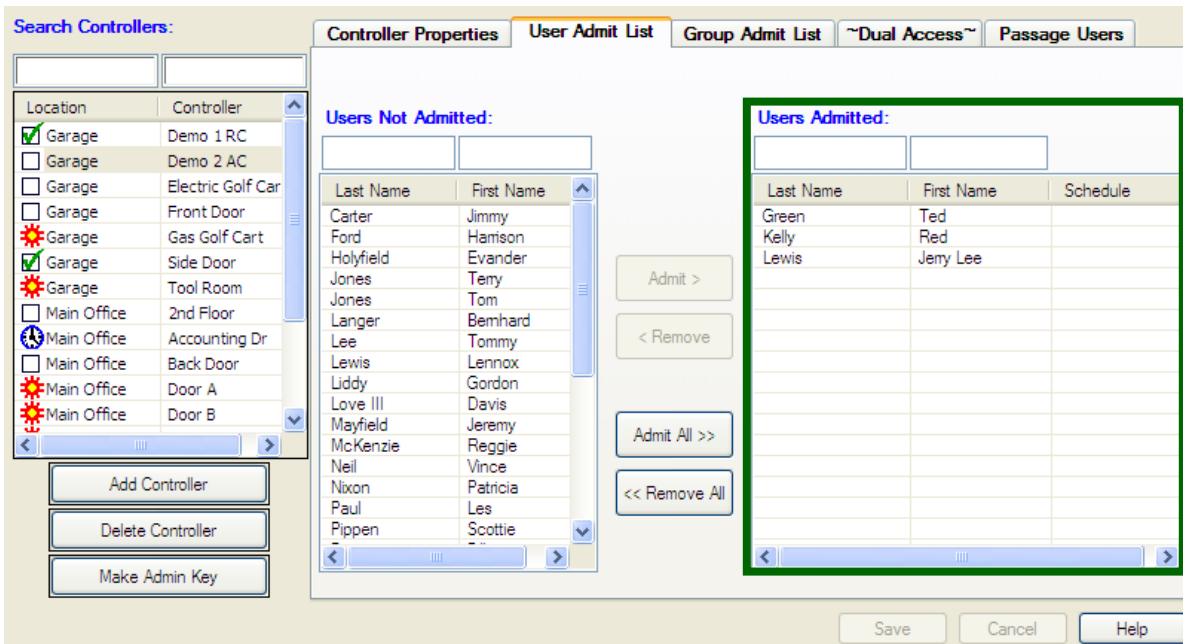 Search Controllers:
Controller Properties User Admit List Group Admit List ~Dual Access~ Passage Users
Location Controller
Garage Demo 1 RC
Garage Demo 2 AC
Garage Electric Golf Car
Garage Front Door
Garage Gas Golf Cart
Garage Side Door
Garage Tool Room
Main Office 2nd Floor
Main Office Accounting Dr
Main Office Back Door
Main Office Door A
Main Office Door B
Add Controller
Delete Controller
Make Admin Key
Users Not Admitted:
Last Name First Name
Carter Jimmy
Ford Harrison
Holyfield Evander
Jones Terry
Jones Tom
Langer Bernhard
Lee Tommy
Lewis Lennox
Liddy Gordon
Love III Davis
Mayfield Jeremy
McKenzie Reggie
Neil Vince
Nixon Patricia
Paul Les
Pippen Scottie
Admit >
< Remove
Admit All >>
<< Remove All
Users Admitted:
Last Name First Name Schedule
Green Ted
Kelly Red
Lewis Jerry Lee
Save Cancel Help